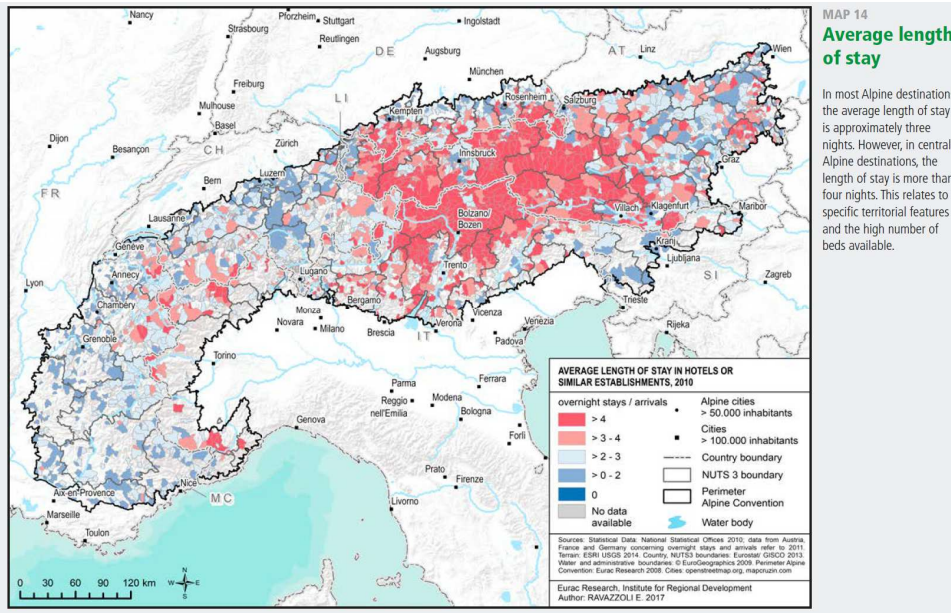 Nancy
Pforzheim
Stuttgart
Ingolstadt
Strasbourg
Reutlingen
DE
Augsburg
AT
Linz
Wien
München
Freiburg
LI
Kempten
Rosenheim
Salzburg
Mulhouse
Basel
Dijon
Besançon
CH
Zürich
Innsbruck
Graz
FR
Bern
Luzern
Villach
Klagenfurt
Maribor
Lausanne
Bolzano/
Bozen
Kranj
Ljubliana
Genève
Annecy
Lugano
Trento
SI
Zagreb
Lyon
Chambéry
Bergamo
Trieste
Monza
Novara
Milano
Brescia
Verona
Vicenza
Venezia
Padova
IT
Rijeka
Grenoble
Torino
Parma
Ferrara
Reggio
nell'Emilia
Modena
Bologna
Genova
Forli
Prato
Firenze
Aix-en-Provence
Nice
MC
Marseille
Toulon
Livorno
0 30 60 90 120 km
N
W E
S
AVERAGE LENGTH OF STAY IN HOTELS OR
SIMILAR ESTABLISHMENTS, 2010
overnight stays / arrivals
> 4
> 3 - 4
> 2 - 3
> 0 - 2
0
No data
available
Alpine cities
> 50.000 inhabitants
Cities
> 100.000 inhabitants
Country boundary
NUTS 3 boundary
Perimeter
Alpine Convention
Water body
Sources: Statistical Data: National Statistical Offices 2010; data from Austria,
France and Germany concerning overnight stays and arrivals refer to 2011.
Terrain: ESRI USGS 2014. Country, NUTS3 boundaries: Eurostat/ GISCO 2013.
Water and administrative boundaries: © EuroGeographics 2009. Perimeter Alpine
Convention: Eurac Research 2008. Cities: openstreetmap.org, mapcruzin.com
Eurac Research, Institute for Regional Development
Author: RAVAZZOLI E. 2017
MAP 14
Average length
of stay
In most Alpine destination
the average length of stay
is approximately three
nights. However, in central
Alpine destinations, the
length of stay is more than
four nights. This relates to
specific territorial features
and the high number of
beds available.